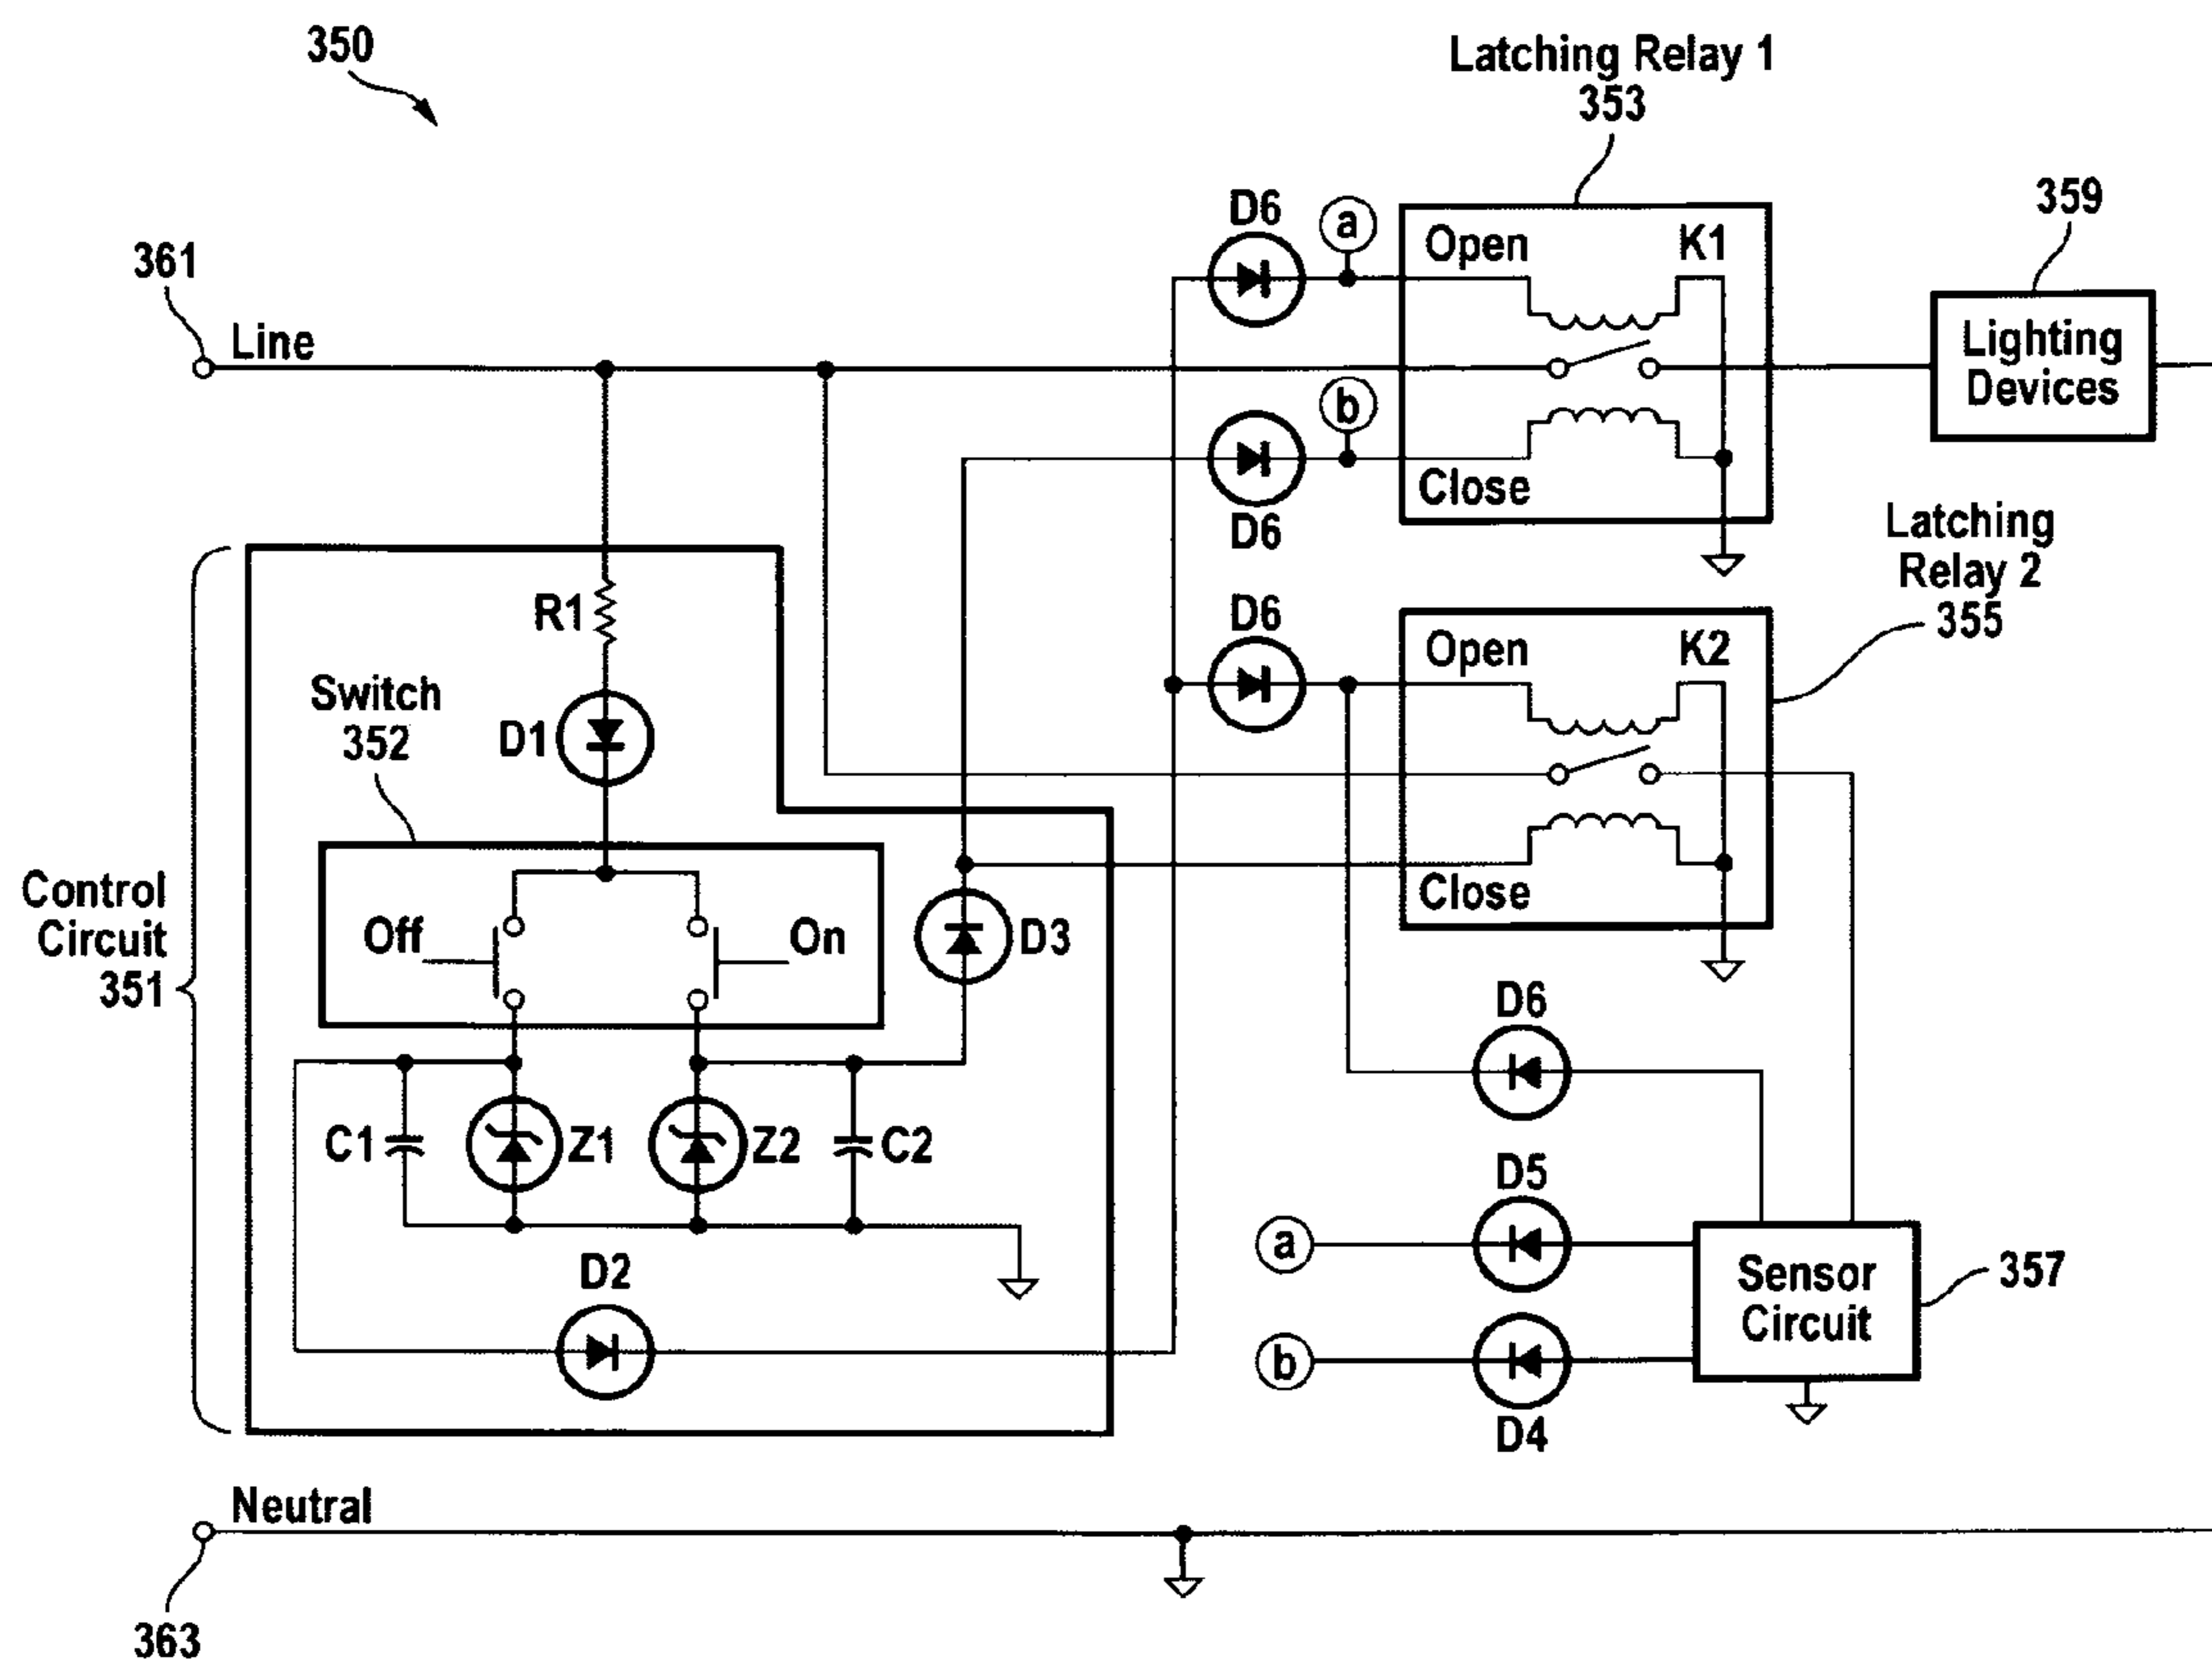 350
Latching Relay 1
353
D6
a
Open
K1
359
361
Line
Lighting
Devices
b
Close
D6
Latching
Relay 2
355
R1
D6
Open
K2
Switch
352
D1
Control
Circuit
351
Off
On
D3
Close
D6
C1
Z1
Z2
C2
D5
D2
a
Sensor
Circuit
357
b
D4
Neutral
363